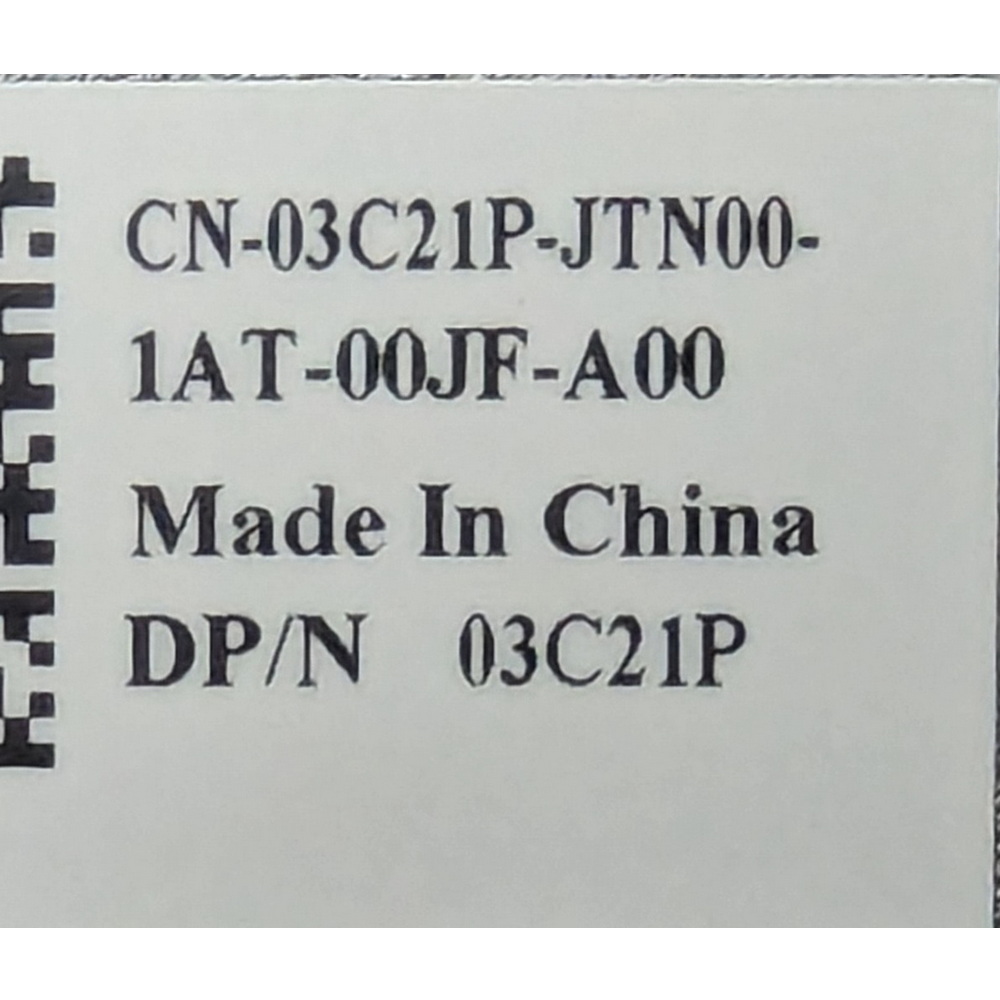 CN-03C21P-JTN00-
1AT-00JF-A00
Made In China
DP/N 03C21P